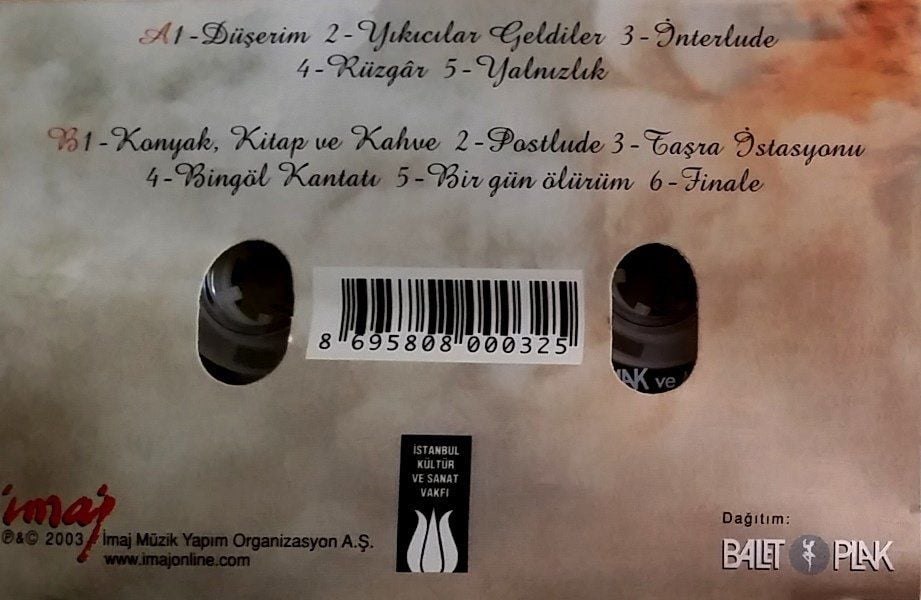 A1-Düşerim 2-Yıkıcılar Geldiler 3-İnterlude
4-Rüzgâr 5-Yalnızlık
B1-Konyak, Kitap ve Kahve 2-Postlude 3-Taşra İstasyonu
4-Bingöl Kantatı 5-Bir gün ölürüm 6-Finale
8 695808 000325
AK ve
İSTANBUL
KÜLTÜR
VE SANAT
VAKFI
imaj
℗&© 2003 İmaj Müzik Yapım Organizasyon A.Ş.
www.imajonline.com
Dağıtım:
BALET PLAK